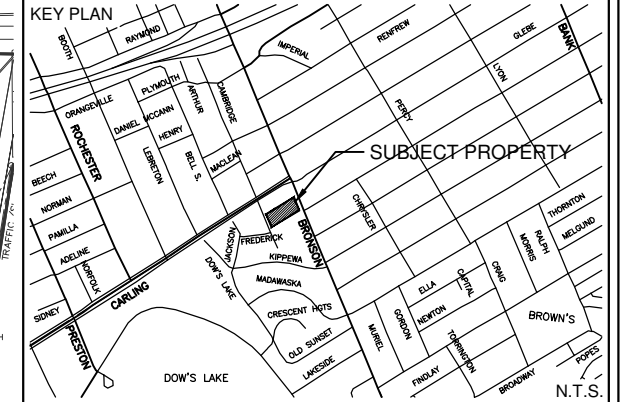 KEY PLAN
BOOTH
RAYMOND
IMPERIAL
RENFREW
GLEBE
BANK
LYON
PERCY
PLYMOUTH
ARTHUR
CAMBRIDGE
ORANGEVILLE
DANIEL
MCCANN
HENRY
ROCHESTER
LEBRETON
BELL S.
MACLEAN
SUBJECT PROPERTY
BEECH
NORMAN
PAMILLA
ADELINE
NORFOLK
SIDNEY
PRESTON
CARLING
JACKSON
FREDERICK
BRONSON
KIPPEWA
DOW'S LAKE
MADAWASKA
CRESCENT HGTS
OLD SUNSET
LAKESIDE
DOW'S LAKE
CHRYSLER
THORNTON
MELGUND
RALPH
MORRIS
CRAIG
CAPITAL
ELLA
NEWTON
GORDON
MURIEL
BROWN'S
TORRINGTON
FINDLAY
BROADWAY
POPES
N.T.S.